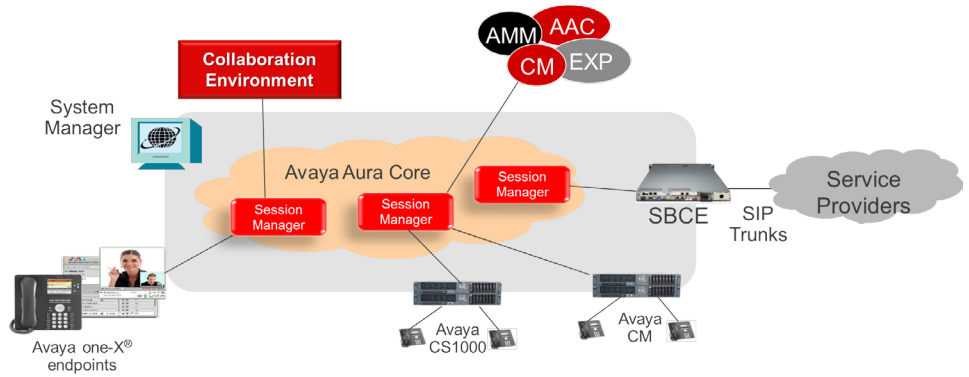 AMM
AAC
CM
EXP
Collaboration
Environment
System
Manager
Avaya Aura Core
Session
Manager
Session
Manager
Session
Manager
SBCE
SIP
Trunks
Service
Providers
Avaya one-X®
endpoints
Avaya
CS1000
Avaya
CM